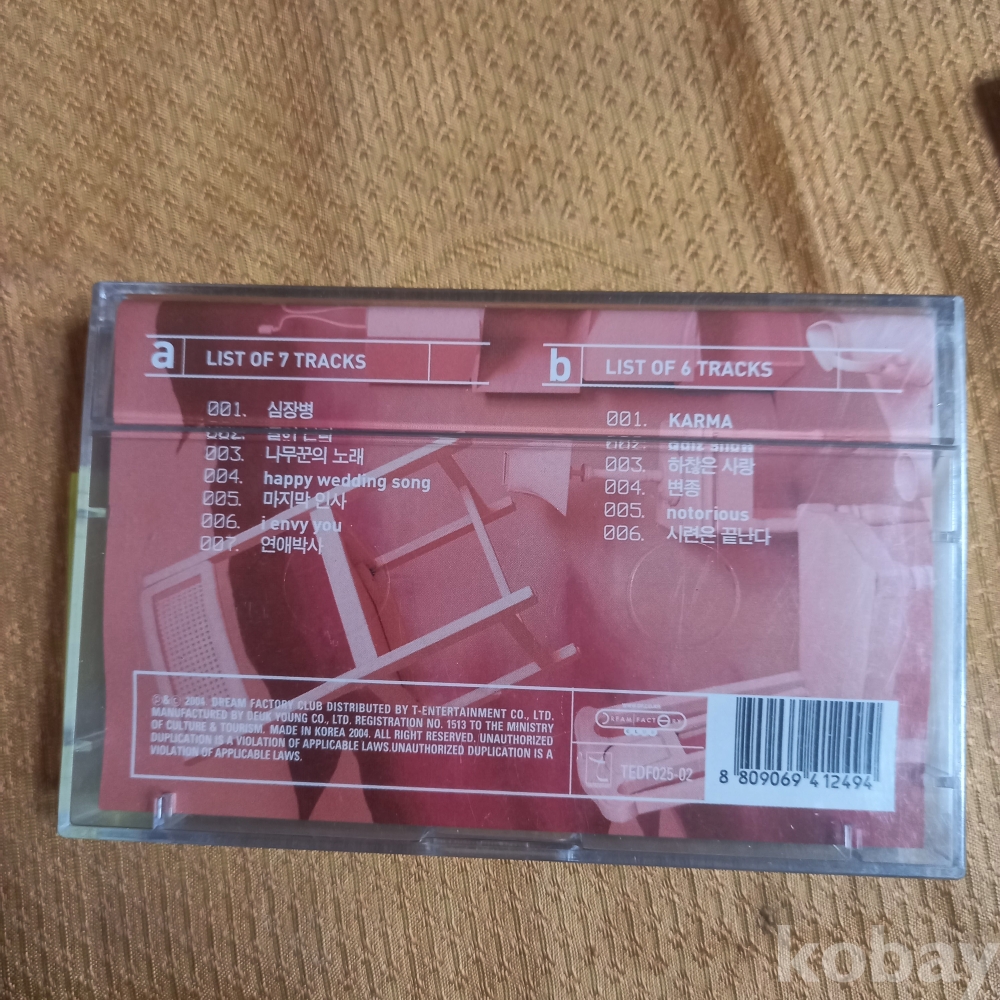 a LIST OF 7 TRACKS
001. 심장병
002.
003. 나무꾼의 노래
004. happy wedding song
005. 마지막 인사
006. i envy you
007. 연애박사
b LIST OF 6 TRACKS
001. KARMA
002. quiz show
003. 하찮은 사랑
004. 변종
005. notorious
006. 시련은 끝난다
℗&© 2004 DREAM FACTORY CLUB DISTRIBUTED BY T-ENTERTAINMENT CO., LTD.
MANUFACTURED BY DEUK YOUNG CO., LTD. REGISTRATION NO. 1513 TO THE MINISTRY
OF CULTURE & TOURISM. MADE IN KOREA 2004. ALL RIGHT RESERVED. UNAUTHORIZED
DUPLICATION IS A VIOLATION OF APPLICABLE LAWS.UNAUTHORIZED DUPLICATION IS A
VIOLATION OF APPLICABLE LAWS.
TEDF025-02
8 809069 412494
kobay